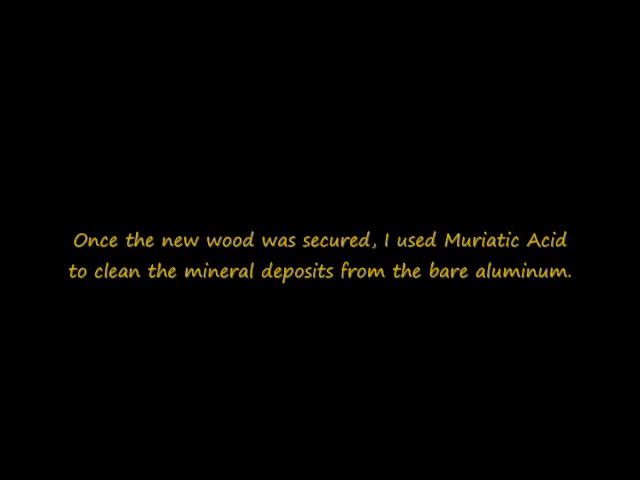 Once the new wood was secured, I used Muriatic Acid
to clean the mineral deposits from the bare aluminum.